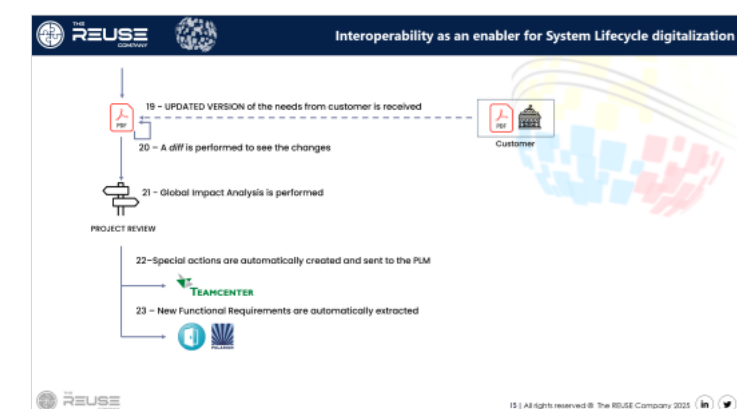 THE
REUSE
COMPANY
Interoperability as an enabler for System Lifecycle digitalization
19 - UPDATED VERSION of the needs from customer is received
PDF
PDF
Customer
20 - A diff is performed to see the changes
21 - Global Impact Analysis is performed
PROJECT REVIEW
22-Special actions are automatically created and sent to the PLM
TEAMCENTER
23 - New Functional Requirements are automatically extracted
THE
REUSE
15 | All rights reserved ® The REUSE Company 2023
in